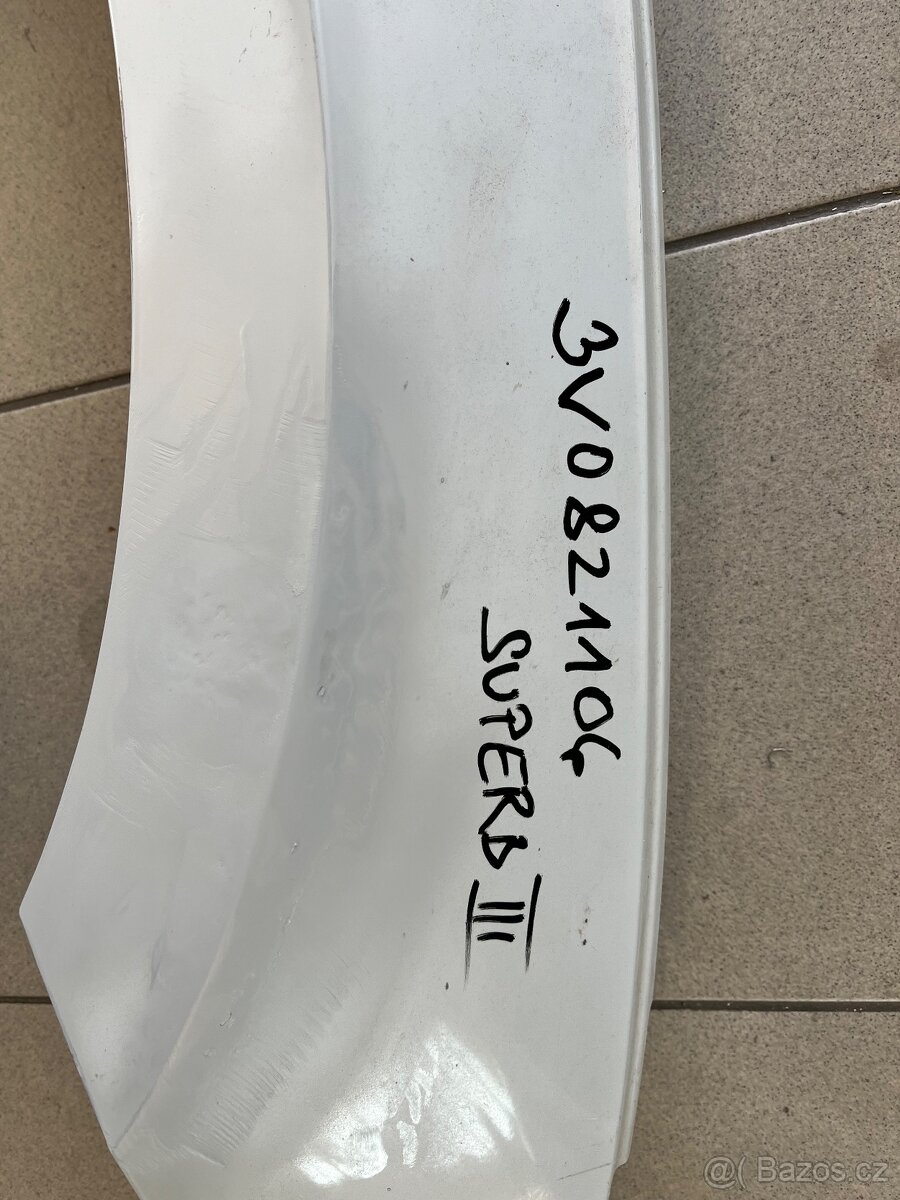 3V0821106
SUPERB III
@( Bazos.cz